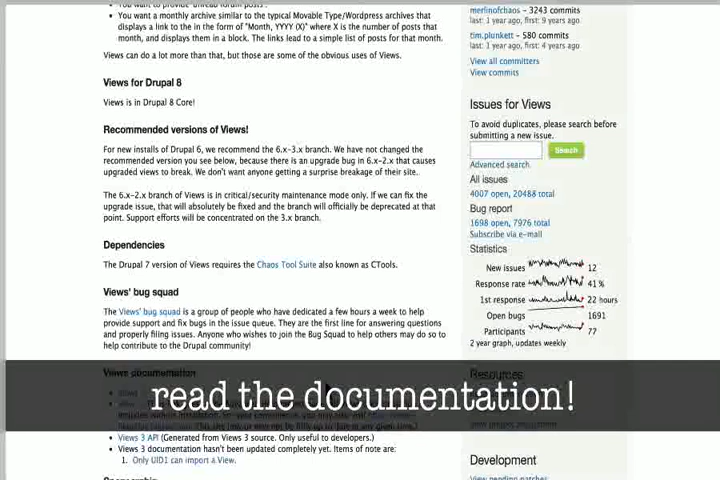 • You want a monthly archive similar to the typical Movable Type/Wordpress archives that
displays a link to the in the form of "Month, YYYY (X)" where X is the number of posts that
month, and displays them in a block. The links lead to a simple list of posts for that month.
Views can do a lot more than that, but those are some of the obvious uses of Views.
Views for Drupal 8
Views is in Drupal 8 Core!
Recommended versions of Views!
For new installs of Drupal 6, we recommend the 6.x-3.x branch. We have not changed the
recommended version you see below, because there is an upgrade bug in 6.x-2.x that causes
upgraded views to break. We don't want anyone getting a surprise breakage of their site.
The 6.x-2.x branch of Views is in critical/security maintenance mode only. If we can fix the
upgrade issue, that will absolutely be fixed and the branch will officially be deprecated at that
point. Support efforts will be concentrated on the 3.x branch.
Dependencies
The Drupal 7 version of Views requires the Chaos Tool Suite also known as CTools.
Views' bug squad
The Views' bug squad is a group of people who have dedicated a few hours a week to help
provide support and fix bugs in the issue queue. They are the first line for answering questions
and properly filing issues. Anyone who wishes to join the Bug Squad to help others may do so to
help contribute to the Drupal community!
Views documentation
read the documentation!
• Views 3 API (Generated from Views 3 source. Only useful to developers.)
• Views 3 documentation hasn't been updated completely yet. Items of note are:
1. Only UID1 can import a View.
merlinofchaos - 3243 commits
last: 1 year ago, first: 9 years ago
tim.plunkett - 580 commits
last: 1 year ago, first: 4 years ago
View all committers
View commits
Issues for Views
To avoid duplicates, please search before
submitting a new issue.
Search
Advanced search
All issues
4007 open, 20488 total
Bug report
1698 open, 7976 total
Subscribe via e-mail
Statistics
New issues 12
Response rate 41 %
1st response 22 hours
Open bugs 1691
Participants 77
2 year graph, updates weekly
Resources
Development
View pending patches